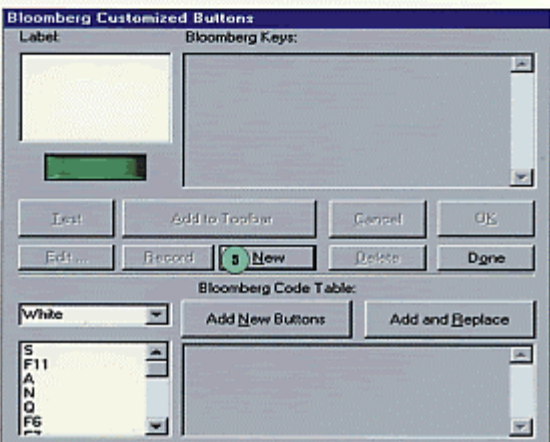 Bloomberg Customized Buttons
Label:
Bloomberg Keys:
Test
Add to Toolbar
Cancel
OK
Edit ...
Record
3 New
Delete
Done
Bloomberg Code Table:
White
Add New Buttons
Add and Replace
S
F11
A
N
Q
F6